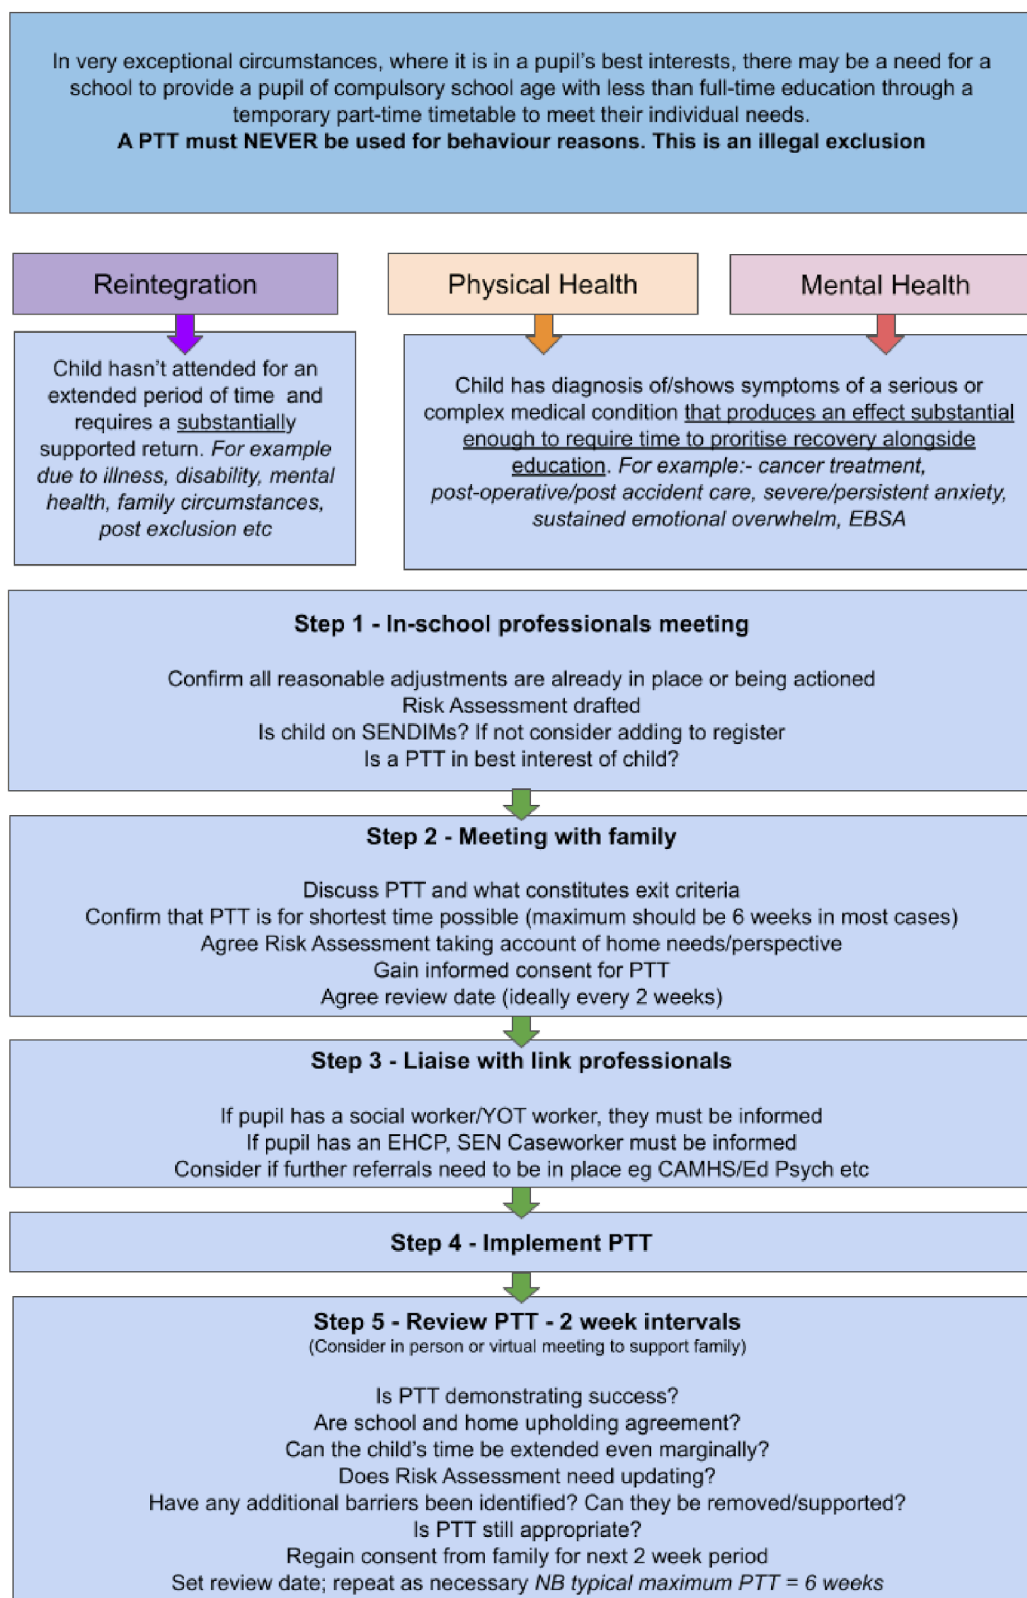 In very exceptional circumstances, where it is in a pupil's best interests, there may be a need for a
school to provide a pupil of compulsory school age with less than full-time education through a
temporary part-time timetable to meet their individual needs.
A PTT must NEVER be used for behaviour reasons. This is an illegal exclusion
Reintegration
Child hasn't attended for an
extended period of time and
requires a substantially
supported return. For example
due to illness, disability, mental
health, family circumstances,
post exclusion etc
Physical Health
Mental Health
Child has diagnosis of/shows symptoms of a serious or
complex medical condition that produces an effect substantial
enough to require time to proritise recovery alongside
education. For example:- cancer treatment,
post-operative/post accident care, severe/persistent anxiety,
sustained emotional overwhelm, EBSA
Step 1 - In-school professionals meeting
Confirm all reasonable adjustments are already in place or being actioned
Risk Assessment drafted
Is child on SENDIMs? If not consider adding to register
Is a PTT in best interest of child?
Step 2 - Meeting with family
Discuss PTT and what constitutes exit criteria
Confirm that PTT is for shortest time possible (maximum should be 6 weeks in most cases)
Agree Risk Assessment taking account of home needs/perspective
Gain informed consent for PTT
Agree review date (ideally every 2 weeks)
Step 3 - Liaise with link professionals
If pupil has a social worker/YOT worker, they must be informed
If pupil has an EHCP, SEN Caseworker must be informed
Consider if further referrals need to be in place eg CAMHS/Ed Psych etc
Step 4 - Implement PTT
Step 5 - Review PTT - 2 week intervals
(Consider in person or virtual meeting to support family)
Is PTT demonstrating success?
Are school and home upholding agreement?
Can the child's time be extended even marginally?
Does Risk Assessment need updating?
Have any additional barriers been identified? Can they be removed/supported?
Is PTT still appropriate?
Regain consent from family for next 2 week period
Set review date; repeat as necessary NB typical maximum PTT = 6 weeks